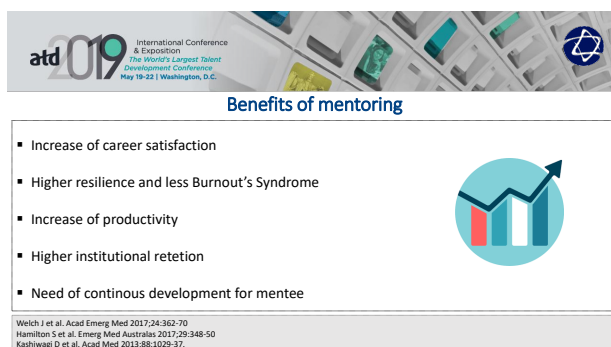 atd 2019
International Conference
& Exposition
The World's Largest Talent
Development Conference
May 19-22 | Washington, D.C.
Benefits of mentoring
▪ Increase of career satisfaction
▪ Higher resilience and less Burnout's Syndrome
▪ Increase of productivity
▪ Higher institutional retetion
▪ Need of continous development for mentee
Welch J et al. Acad Emerg Med 2017;24:362-70
Hamilton S et al. Emerg Med Australas 2017;29:348-50
Kashiwagi D et al. Acad Med 2013:88:1029-37.